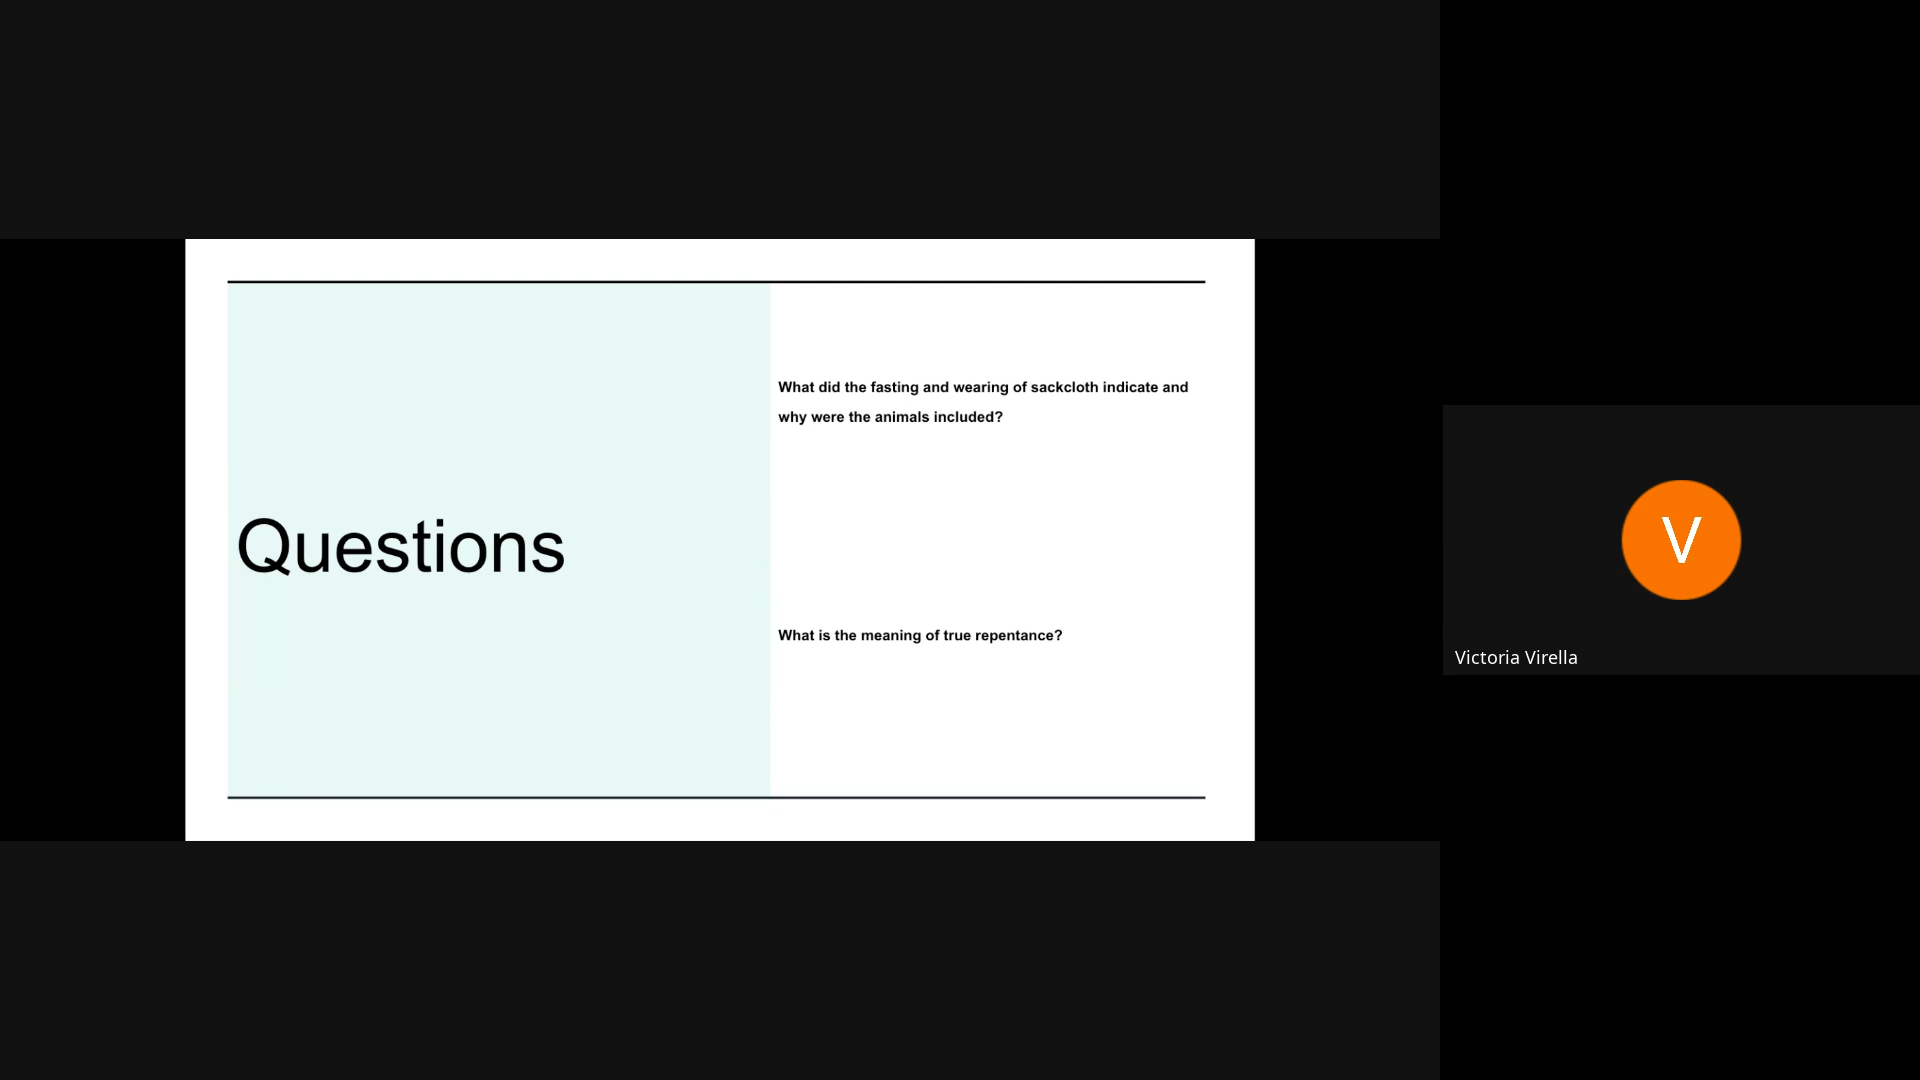 Questions
What did the fasting and wearing of sackcloth indicate and
why were the animals included?
What is the meaning of true repentance?
V
Victoria Virella